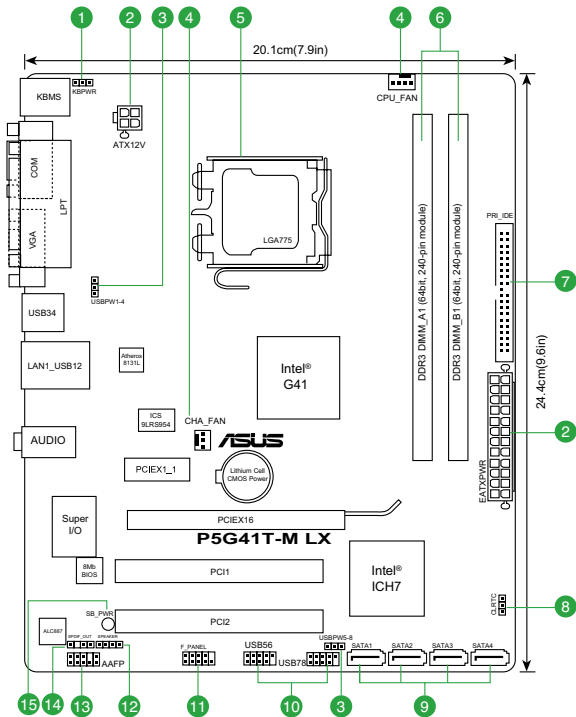 1
2
3
4
5
4
6
20.1cm(7.9in)
KBMS
KBPWR
ATX12V
CPU_FAN
COM
LPT
VGA
LGA775
DDR3 DIMM_A1 (64bit, 240-pin module)
DDR3 DIMM_B1 (64bit, 240-pin module)
PRI_IDE
7
USBPW1-4
USB34
24.4cm(9.6in)
LAN1_USB12
Atheros
8131L
Intel®
G41
ICS
9LRS954
CHA_FAN
ASUS
EATXPWR
2
AUDIO
PCIEX1_1
Lithium Cell
CMOS Power
PCIEX16
P5G41T-M LX
Super
I/O
8Mb
BIOS
PCI1
Intel®
ICH7
CLRTC
8
SB_PWR
PCI2
ALC887
SPDIF_OUT
SPEAKER
AAFP
F_PANEL
USB56
USB78
USBPW5-8
SATA1
SATA2
SATA3
SATA4
15
14
13
12
11
10
3
9